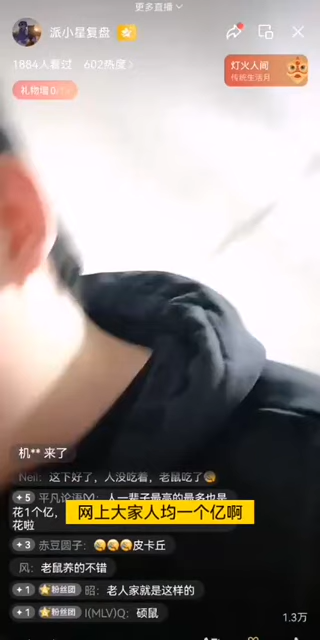 更多直播
派小星复盘
1884人看过 602热度
灯火人间
传统生活月
礼物墙0
机** 来了
Neil：这下好了，人没吃着，老鼠吃了
5 平凡论语 人一辈子最高的最多也是
花1个亿，
花啦
网上大家人均一个亿啊
3 赤豆圆子：皮卡丘
风：老鼠养的不错
1 粉丝团 昭：老人家就是这样的
1 粉丝团 I(MLV)Q：硕鼠
1.3万